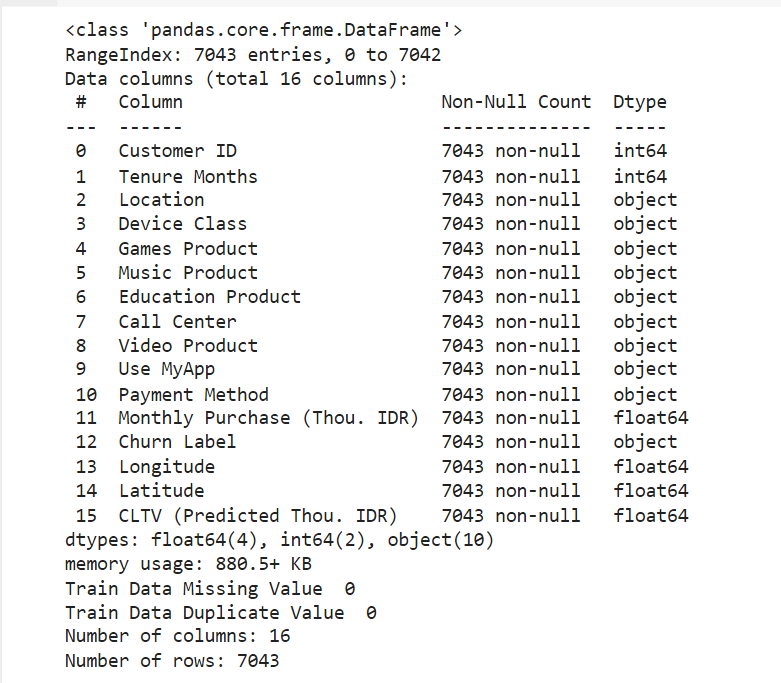 <class 'pandas.core.frame.DataFrame'>
RangeIndex: 7043 entries, 0 to 7042
Data columns (total 16 columns):
 #   Column                        Non-Null Count  Dtype
---  ------                        --------------  -----
 0   Customer ID                   7043 non-null   int64
 1   Tenure Months                 7043 non-null   int64
 2   Location                      7043 non-null   object
 3   Device Class                  7043 non-null   object
 4   Games Product                 7043 non-null   object
 5   Music Product                 7043 non-null   object
 6   Education Product             7043 non-null   object
 7   Call Center                   7043 non-null   object
 8   Video Product                 7043 non-null   object
 9   Use MyApp                     7043 non-null   object
 10  Payment Method                7043 non-null   object
 11  Monthly Purchase (Thou. IDR)  7043 non-null   float64
 12  Churn Label                   7043 non-null   object
 13  Longitude                     7043 non-null   float64
 14  Latitude                      7043 non-null   float64
 15  CLTV (Predicted Thou. IDR)    7043 non-null   float64
dtypes: float64(4), int64(2), object(10)
memory usage: 880.5+ KB
Train Data Missing Value  0
Train Data Duplicate Value  0
Number of columns: 16
Number of rows: 7043